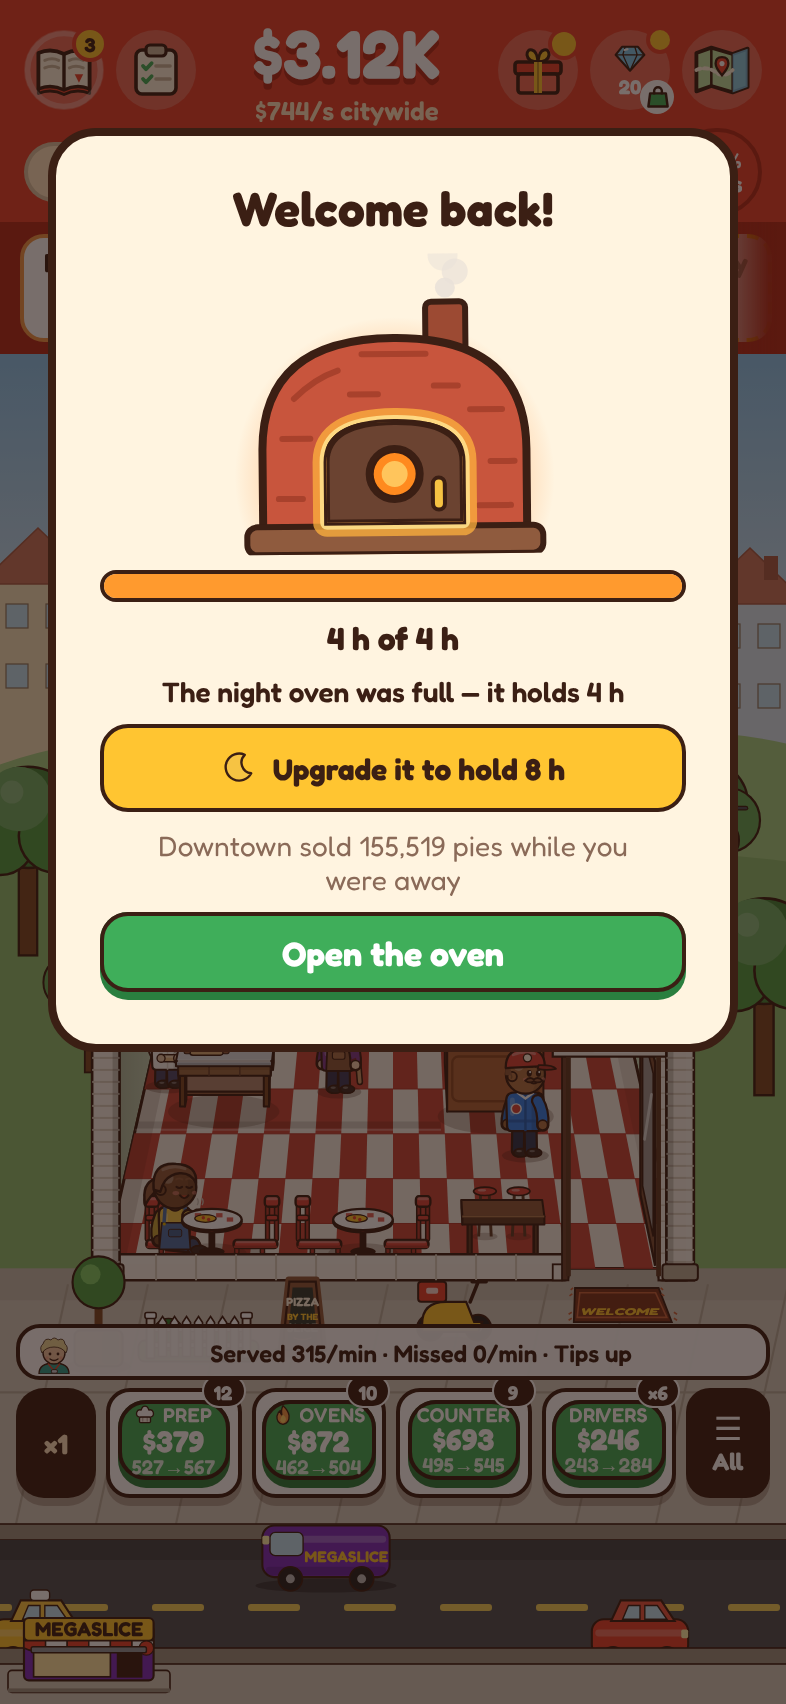 3
$3.12K
$744/s citywide
20
Welcome back!
4 h of 4 h
The night oven was full — it holds 4 h
Upgrade it to hold 8 h
Downtown sold 155,519 pies while you
were away
Open the oven
PIZZA
BY THE
WELCOME
Served 315/min · Missed 0/min · Tips up
x1
12
PREP
$379
527→567
10
OVENS
$872
462→504
9
COUNTER
$693
495→545
x6
DRIVERS
$246
243→284
All
MEGASLICE
MEGASLICE